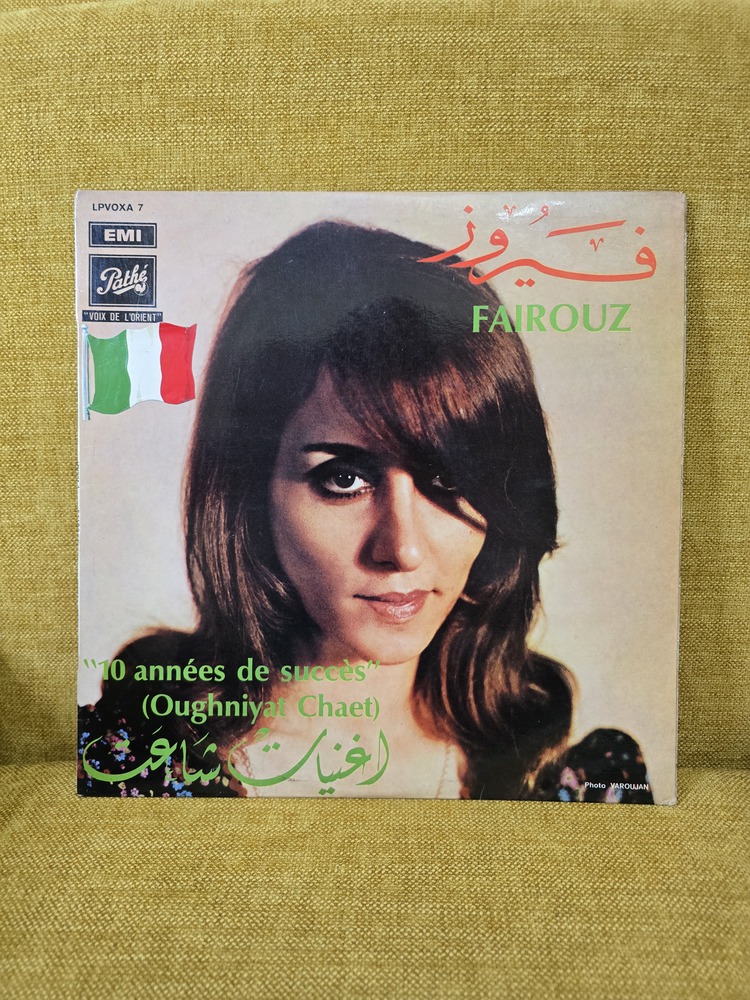 LPVOXA 7
EMI
Pathé
"VOIX DE L'ORIENT"
فيروز
FAIROUZ
"10 années de succès"
(Oughniyat Chaet)
اغنيات شاعت
Photo VAROUJAN